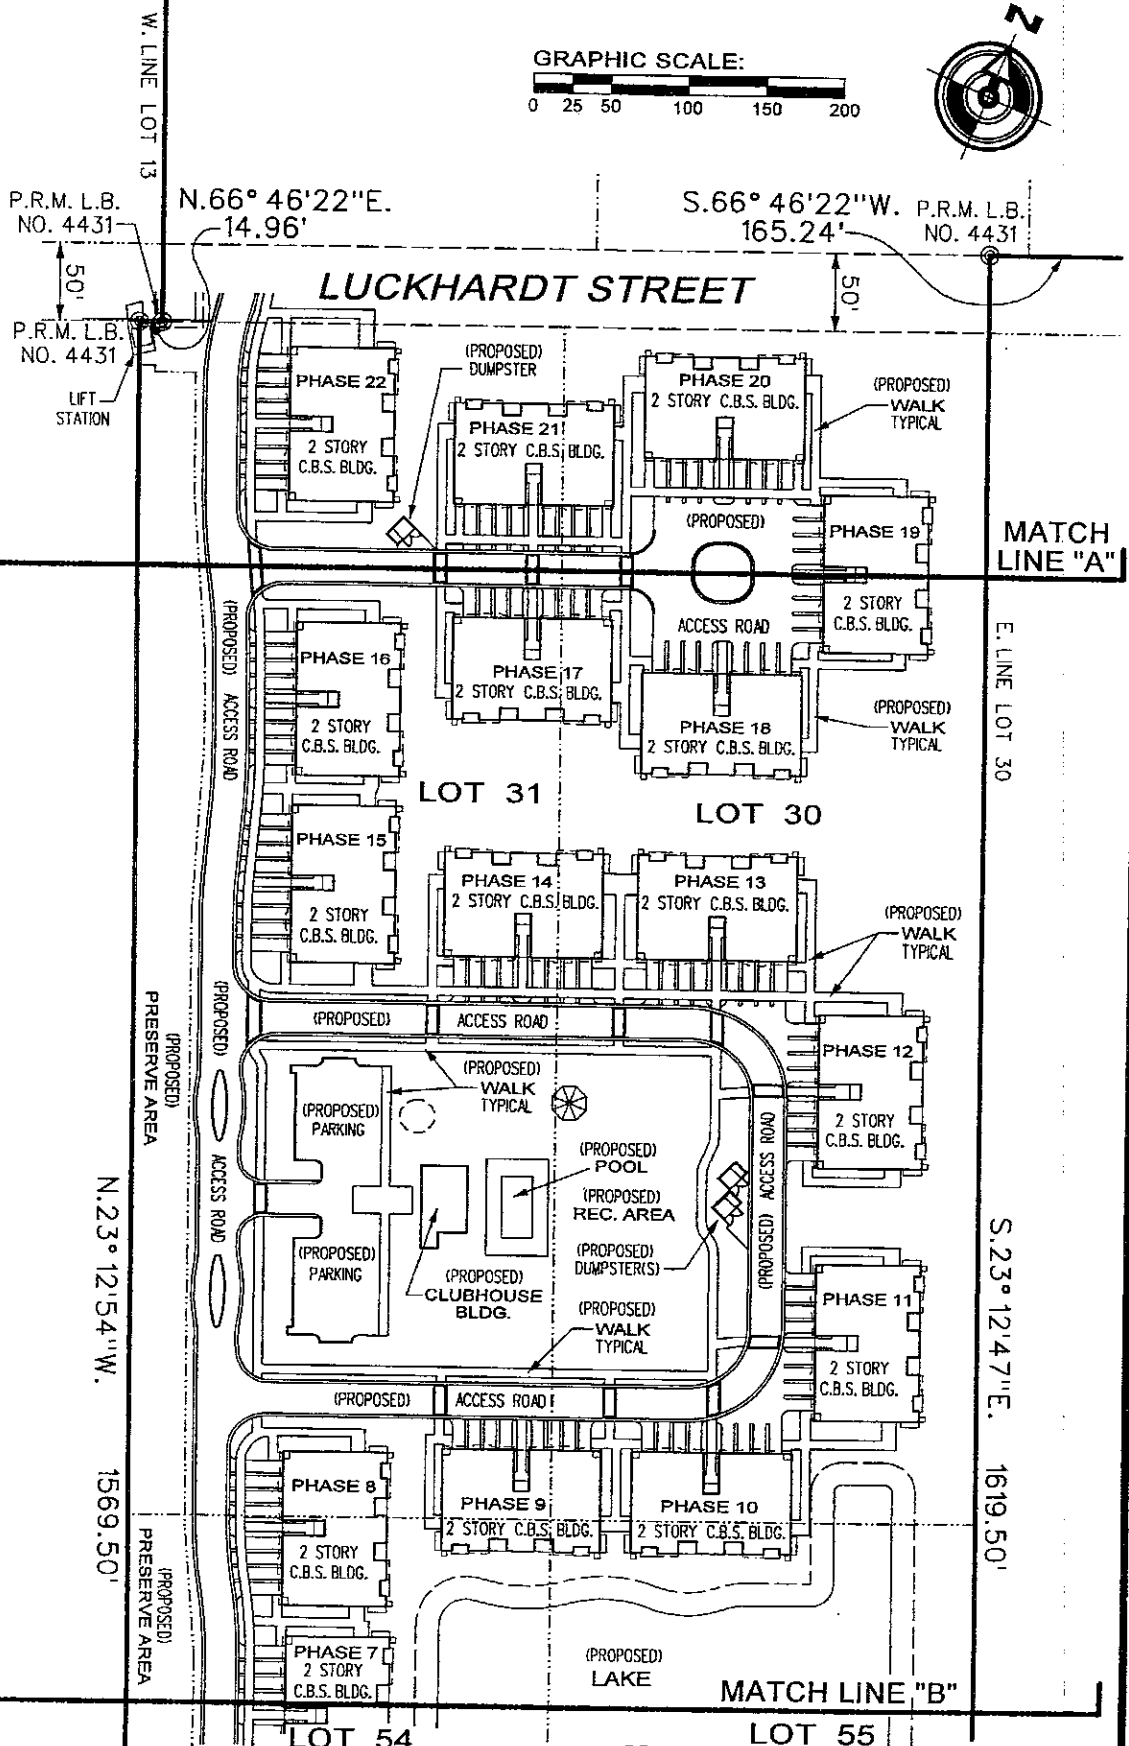 W. LINE LOT 13
GRAPHIC SCALE:
0 25 50 100 150 200
N
P.R.M. L.B.
NO. 4431
N.66° 46'22"E.
14.96'
S.66° 46'22"W.
165.24'
P.R.M. L.B.
NO. 4431
50'
LUCKHARDT STREET
50'
P.R.M. L.B.
NO. 4431
LIFT
STATION
PHASE 22
2 STORY
C.B.S. BLDG.
(PROPOSED)
DUMPSTER
PHASE 21
2 STORY C.B.S. BLDG.
PHASE 20
2 STORY C.B.S. BLDG.
(PROPOSED)
WALK
TYPICAL
(PROPOSED)
PHASE 19
2 STORY
C.B.S. BLDG.
MATCH
LINE "A"
ACCESS ROAD
(PROPOSED) ACCESS ROAD
PHASE 16
2 STORY
C.B.S. BLDG.
PHASE 17
2 STORY C.B.S. BLDG.
PHASE 18
2 STORY C.B.S. BLDG.
(PROPOSED)
WALK
TYPICAL
E. LINE LOT 30
LOT 31
LOT 30
PHASE 15
2 STORY
C.B.S. BLDG.
PHASE 14
2 STORY C.B.S. BLDG.
PHASE 13
2 STORY C.B.S. BLDG.
(PROPOSED)
WALK
TYPICAL
(PROPOSED)
PRESERVE AREA
(PROPOSED) ACCESS ROAD
(PROPOSED) ACCESS ROAD
PHASE 12
2 STORY
C.B.S. BLDG.
(PROPOSED)
WALK
TYPICAL
(PROPOSED)
PARKING
(PROPOSED)
POOL
(PROPOSED)
REC. AREA
(PROPOSED)
DUMPSTER(S)
(PROPOSED) ACCESS ROAD
(PROPOSED)
PARKING
(PROPOSED)
CLUBHOUSE
BLDG.
(PROPOSED)
WALK
TYPICAL
PHASE 11
2 STORY
C.B.S. BLDG.
N.23° 12'54"W. 1569.50'
S.23° 12'47"E. 1619.50'
(PROPOSED) ACCESS ROAD
PHASE 8
2 STORY
C.B.S. BLDG.
PHASE 9
2 STORY C.B.S. BLDG.
PHASE 10
2 STORY C.B.S. BLDG.
(PROPOSED)
PRESERVE AREA
PHASE 7
2 STORY
C.B.S. BLDG.
(PROPOSED)
LAKE
MATCH LINE "B"
LOT 54
LOT 55